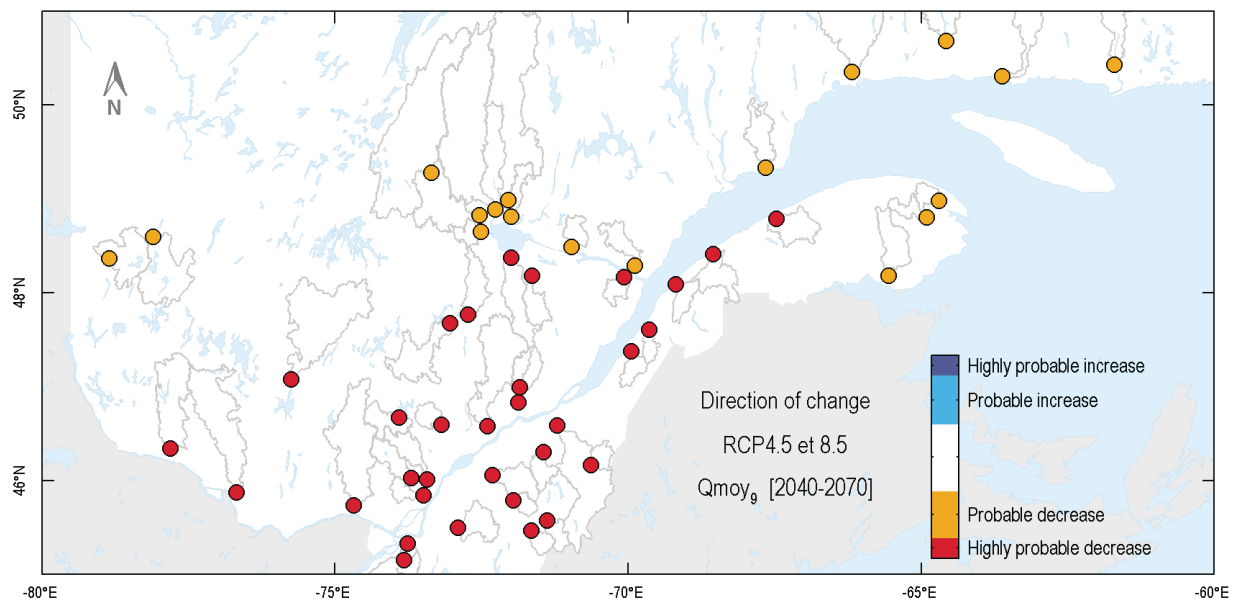 N
50°N
48°N
46°N
Direction of change
RCP4.5 et 8.5
Qmoy9 [2040-2070]
Highly probable increase
Probable increase
Probable decrease
Highly probable decrease
-80°E
-75°E
-70°E
-65°E
-60°E